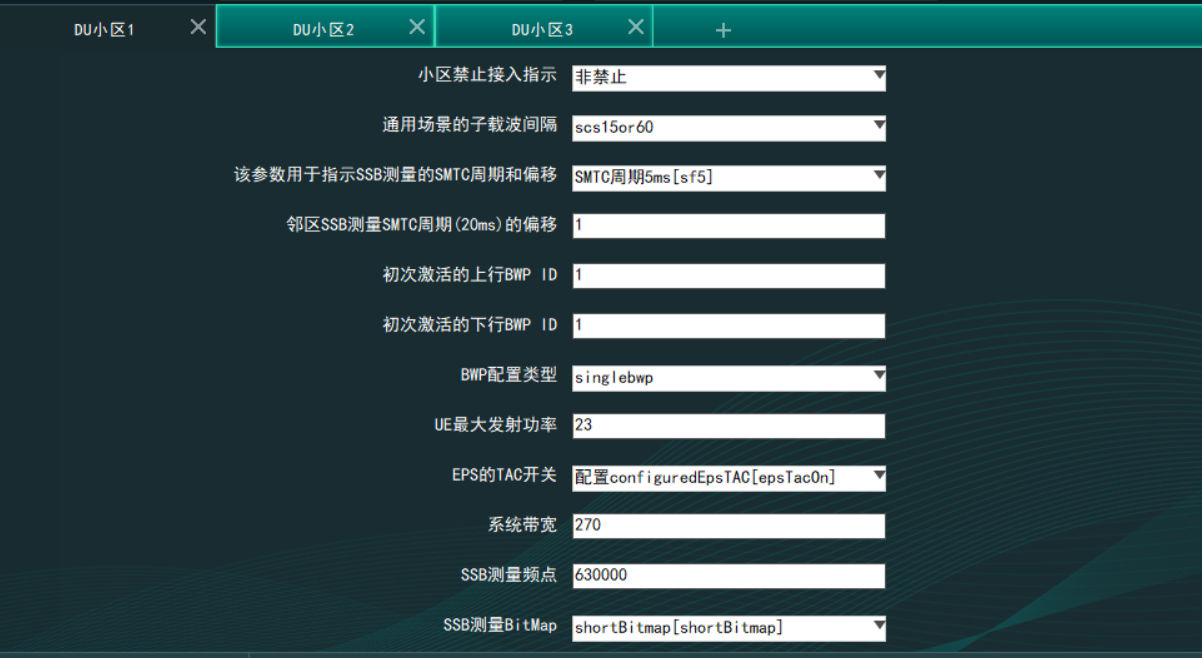 DU小区1 DU小区2 DU小区3 +
小区禁止接入指示 非禁止
通用场景的子载波间隔 scs15or60
该参数用于指示SSB测量的SMTC周期和偏移 SMTC周期5ms[sf5]
邻区SSB测量SMTC周期(20ms)的偏移 1
初次激活的上行BWP ID 1
初次激活的下行BWP ID 1
BWP配置类型 singlebwp
UE最大发射功率 23
EPS的TAC开关 配置configuredEpsTAC[epsTacOn]
系统带宽 270
SSB测量频点 630000
SSB测量BitMap shortBitmap[shortBitmap]